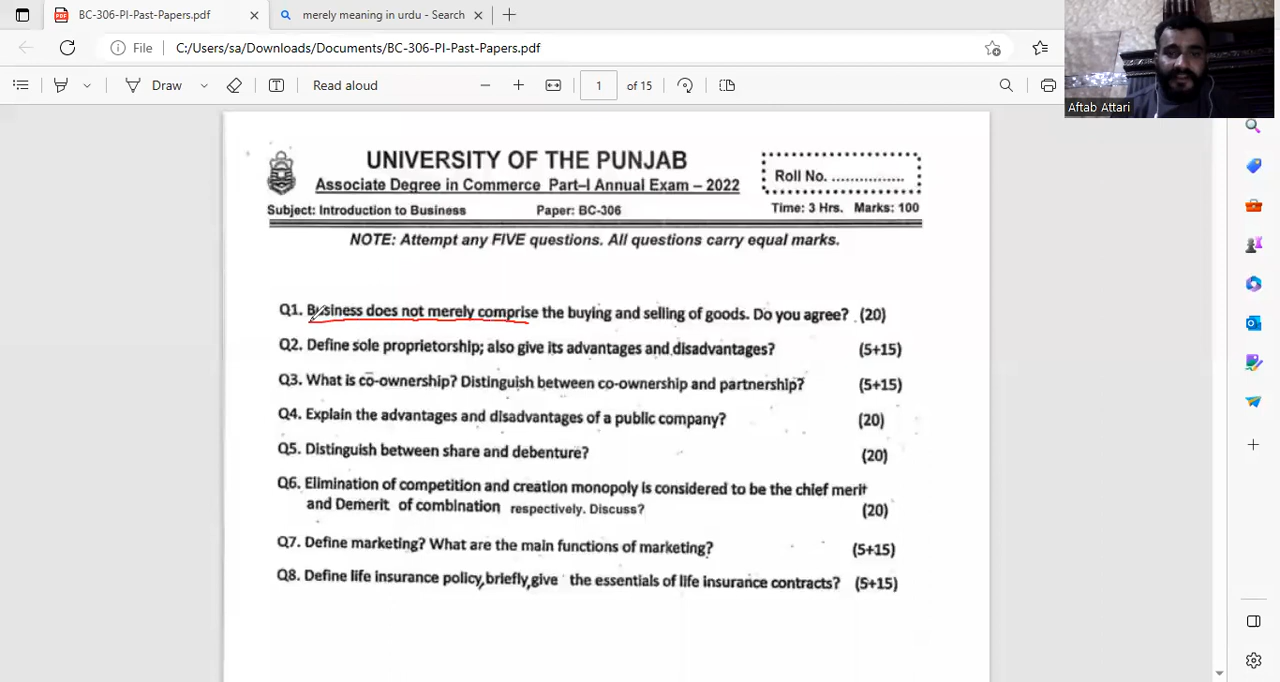 BC-306-PI-Past-Papers.pdf
merely meaning in urdu - Search
File
C:/Users/sa/Downloads/Documents/BC-306-PI-Past-Papers.pdf
Draw
Read aloud
1 of 15
Aftab Attari
UNIVERSITY OF THE PUNJAB
Associate Degree in Commerce Part–I Annual Exam – 2022
Roll No. ................
Subject: Introduction to Business Paper: BC-306 Time: 3 Hrs. Marks: 100
NOTE: Attempt any FIVE questions. All questions carry equal marks.
Q1. Business does not merely comprise the buying and selling of goods. Do you agree? (20)
Q2. Define sole proprietorship; also give its advantages and disadvantages? (5+15)
Q3. What is co-ownership? Distinguish between co-ownership and partnership? (5+15)
Q4. Explain the advantages and disadvantages of a public company? (20)
Q5. Distinguish between share and debenture? (20)
Q6. Elimination of competition and creation monopoly is considered to be the chief merit
and Demerit of combination respectively. Discuss? (20)
Q7. Define marketing? What are the main functions of marketing? (5+15)
Q8. Define life insurance policy,briefly,give the essentials of life insurance contracts? (5+15)